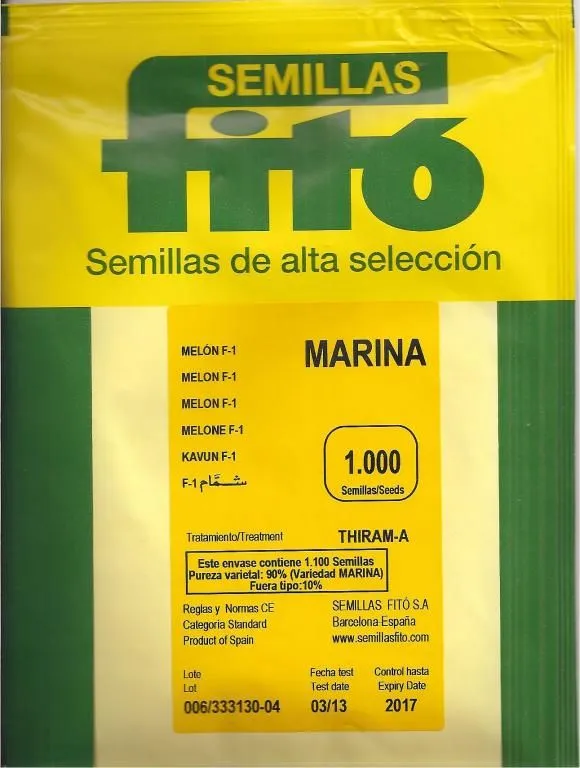 SEMILLAS
fitó
Semillas de alta selección
MELÓN F-1
MARINA
MELON F-1
MELON F-1
MELONE F-1
KAVUN F-1
شمَّام F-1
1.000
Semillas/Seeds
Tratamiento/Treatment THIRAM-A
Este envase contiene 1.100 Semillas
Pureza varietal: 90% (Variedad MARINA)
Fuera tipo:10%
Reglas y Normas CE SEMILLAS FITÓ S.A
Categoria Standard Barcelona-España
Product of Spain www.semillasfito.com
Lote Fecha test Control hasta
Lot Test date Expiry Date
006/333130-04 03/13 2017